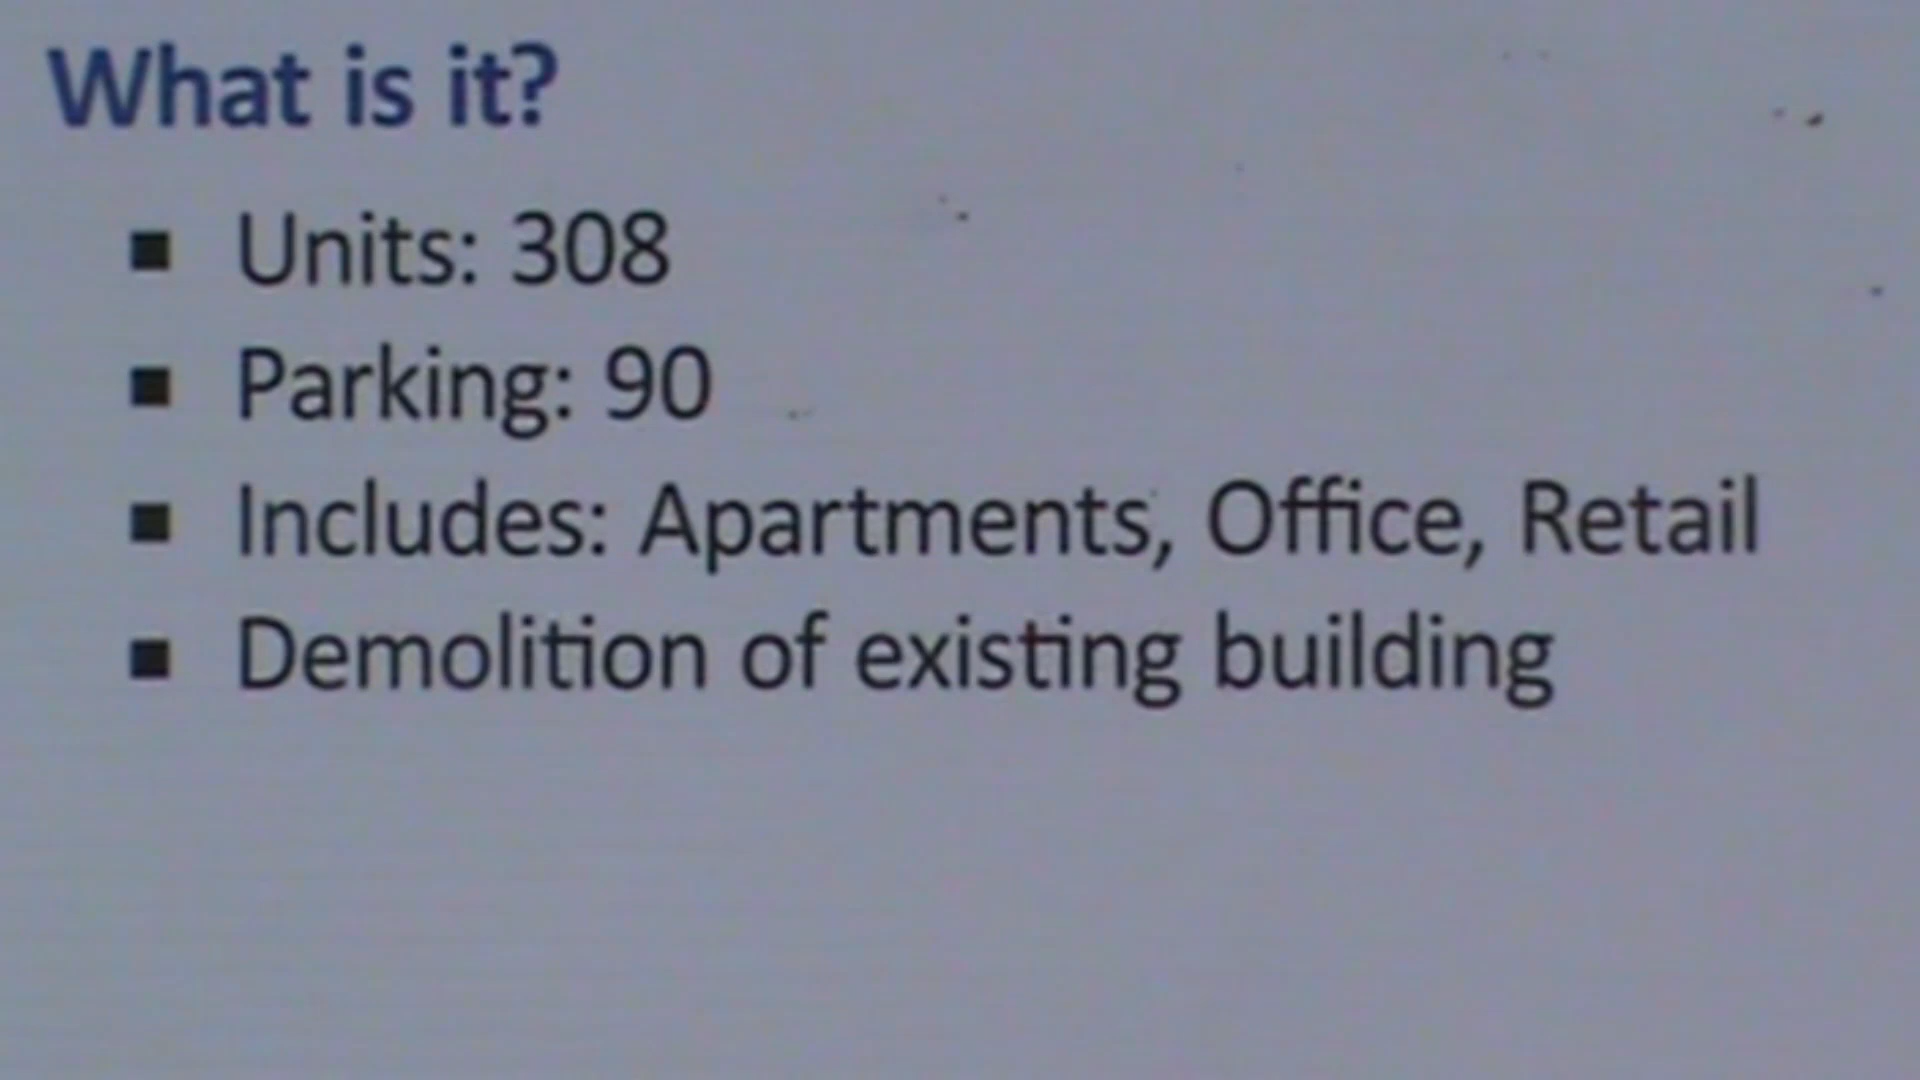 What is it?
▪ Units: 308
▪ Parking: 90
▪ Includes: Apartments, Office, Retail
▪ Demolition of existing building